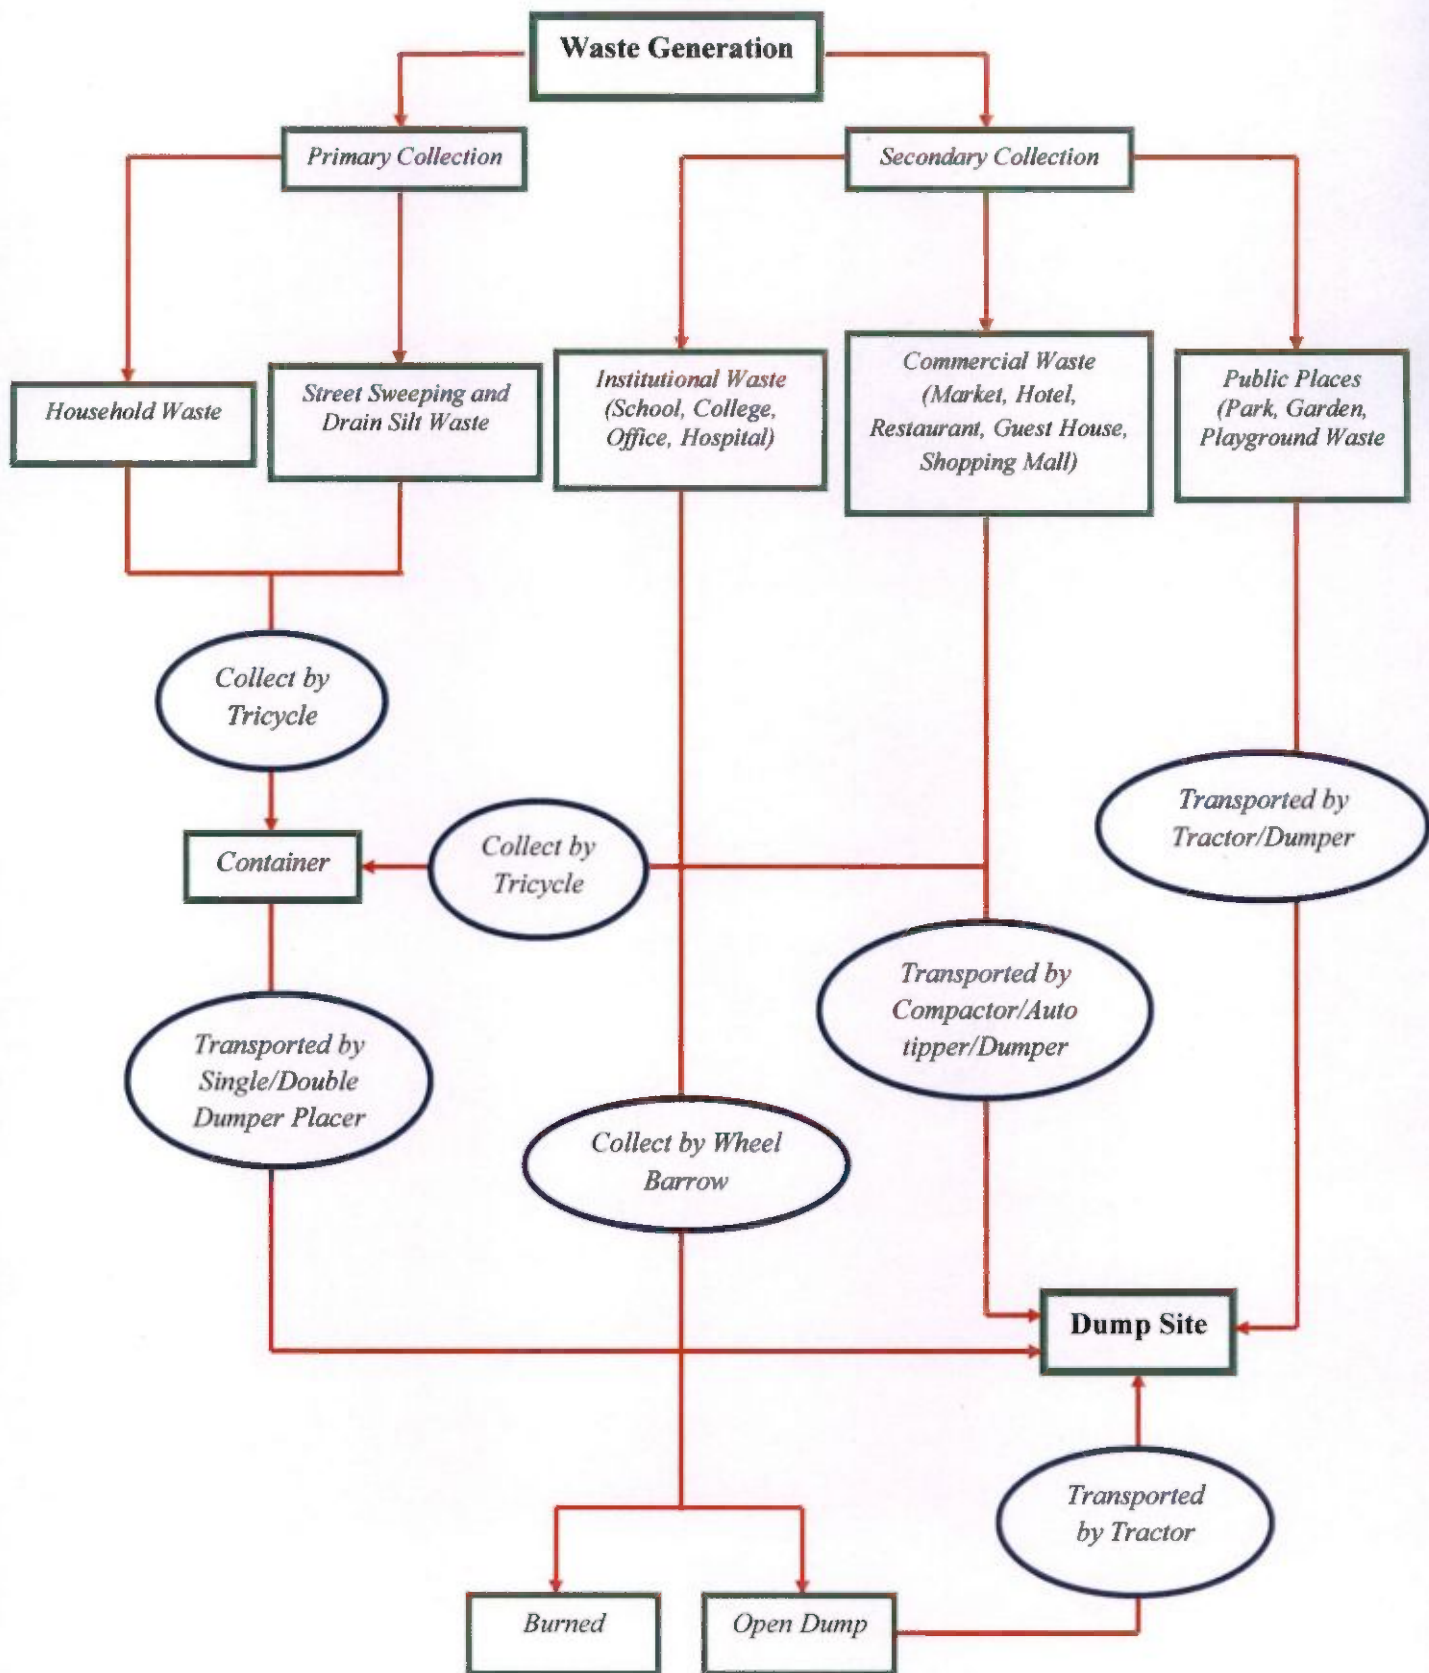 Waste Generation
Primary Collection
Secondary Collection
Household Waste
Street Sweeping and
Drain Silt Waste
Institutional Waste
(School, College,
Office, Hospital)
Commercial Waste
(Market, Hotel,
Restaurant, Guest House,
Shopping Mall)
Public Places
(Park, Garden,
Playground Waste
Collect by
Tricycle
Transported by
Tractor/Dumper
Container
Collect by
Tricycle
Transported by
Compactor/Auto
tipper/Dumper
Transported by
Single/Double
Dumper Placer
Collect by Wheel
Barrow
Dump Site
Transported
by Tractor
Burned
Open Dump